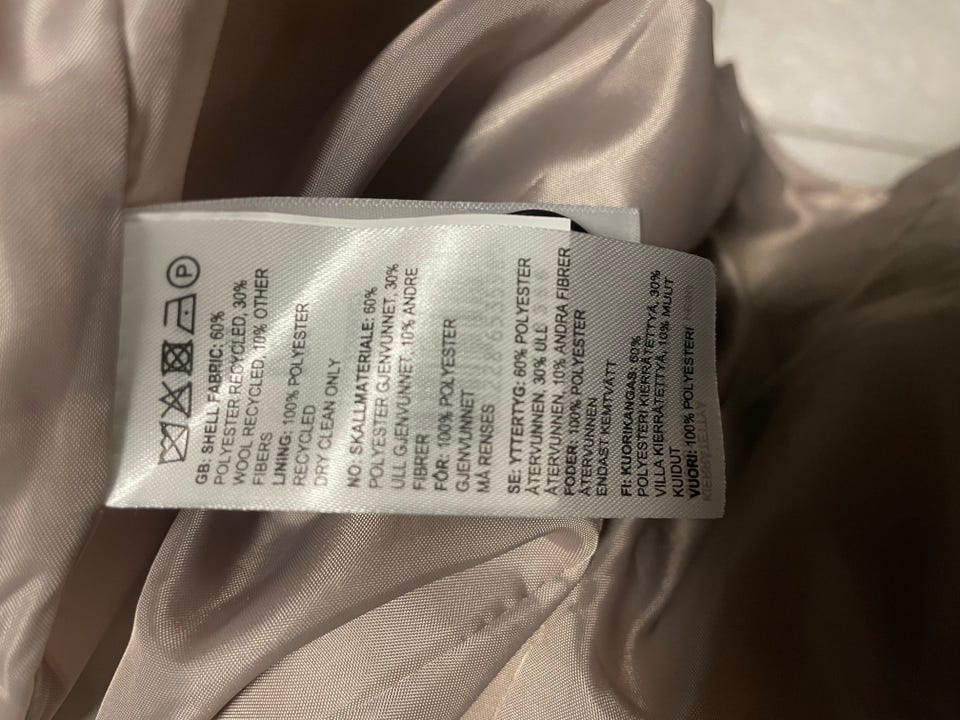 P
GB: SHELL FABRIC: 60%
POLYESTER RECYCLED, 30%
WOOL RECYCLED, 10% OTHER
FIBERS
LINING: 100% POLYESTER
RECYCLED
DRY CLEAN ONLY
NO: SKALLMATERIALE: 60%
POLYESTER GJENVUNNET, 30%
ULL GJENVUNNET, 10% ANDRE
FIBRER
FÔR: 100% POLYESTER
GJENVUNNET
MÅ RENSES
SE: YTTERTYG: 60% POLYESTER
ÅTERVUNNEN, 30% ULL
ÅTERVUNNEN, 10% ANDRA FIBRER
FODER: 100% POLYESTER
ÅTERVUNNEN
ENDAST KEMTVÄTT
FI: KUORIKANGAS: 60%
POLYESTERI KIERRÄTETTYÄ, 30%
VILLA KIERRÄTETTYÄ, 10% MUUT
KUIDUT
VUORI: 100% POLYESTERI
KIERRÄTETTYÄ